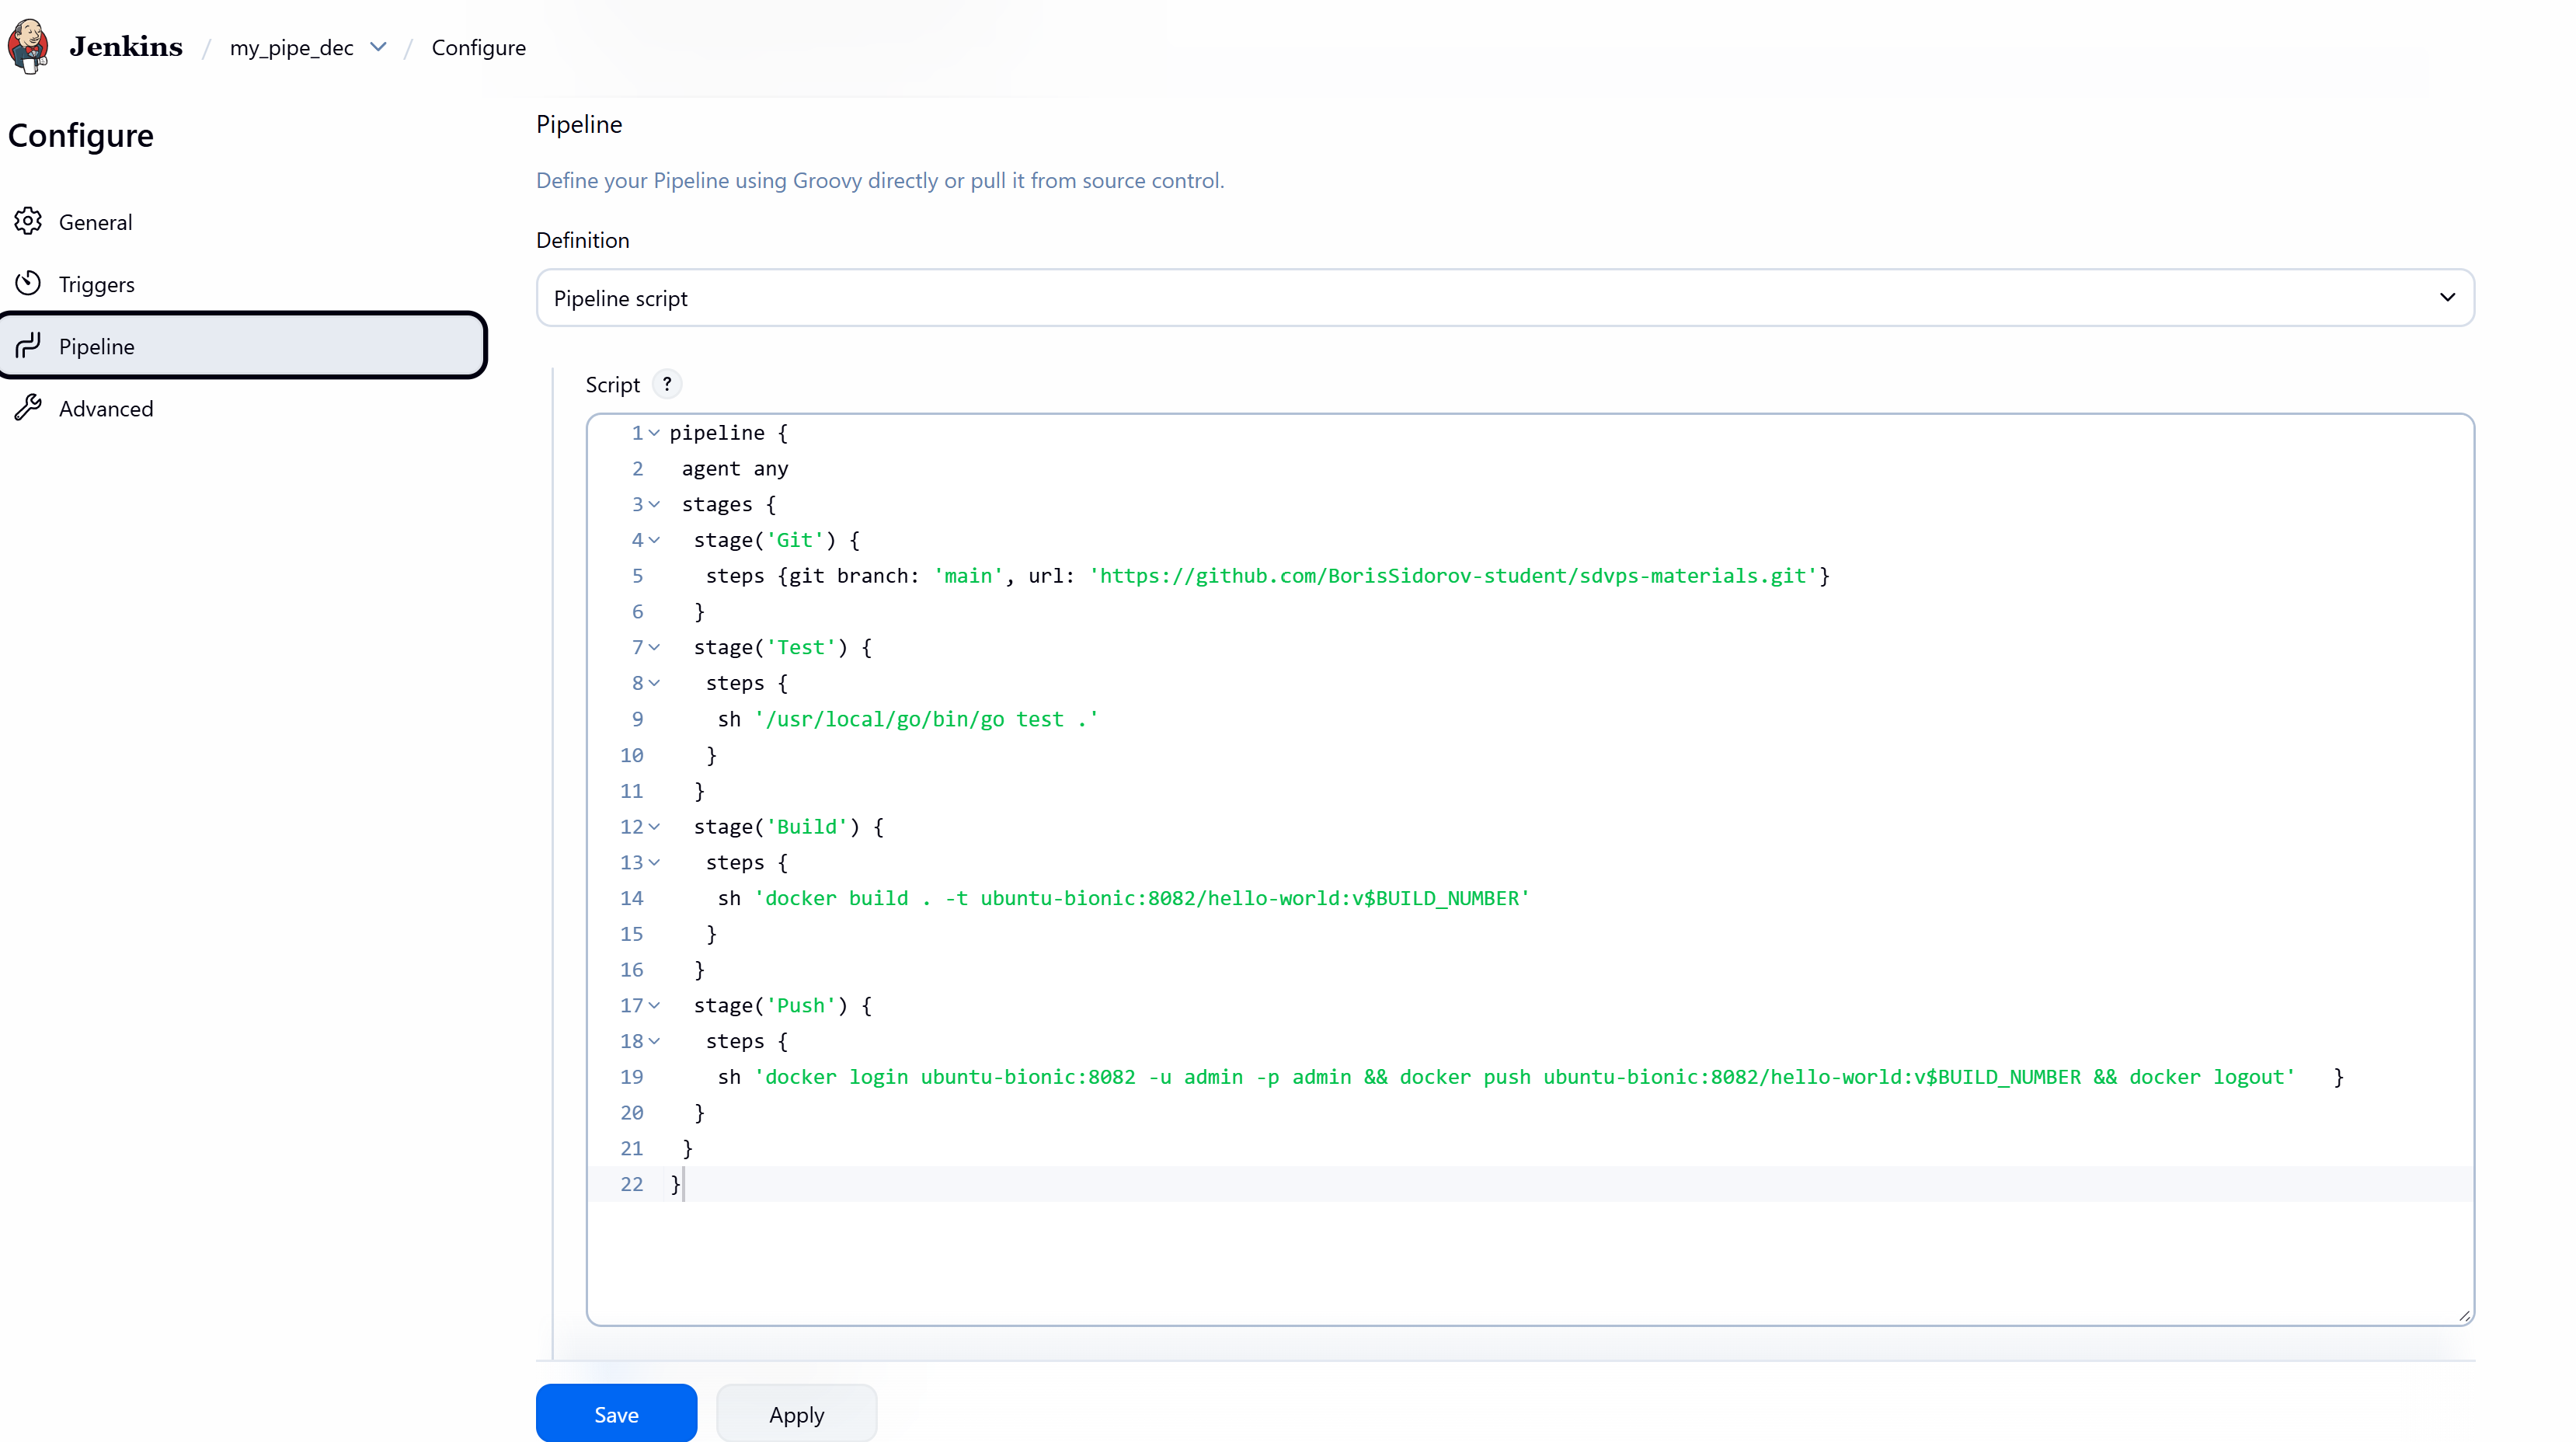 Jenkins / my_pipe_dec / Configure
Configure
General
Triggers
Pipeline
Advanced
Pipeline
Define your Pipeline using Groovy directly or pull it from source control.
Definition
Pipeline script
Script ?
1 pipeline {
2 agent any
3 stages {
4 stage('Git') {
5 steps {git branch: 'main', url: 'https://github.com/BorisSidorov-student/sdvps-materials.git'}
6 }
7 stage('Test') {
8 steps {
9 sh '/usr/local/go/bin/go test .'
10 }
11 }
12 stage('Build') {
13 steps {
14 sh 'docker build . -t ubuntu-bionic:8082/hello-world:v$BUILD_NUMBER'
15 }
16 }
17 stage('Push') {
18 steps {
19 sh 'docker login ubuntu-bionic:8082 -u admin -p admin && docker push ubuntu-bionic:8082/hello-world:v$BUILD_NUMBER && docker logout' }
20 }
21 }
22 }
Save
Apply